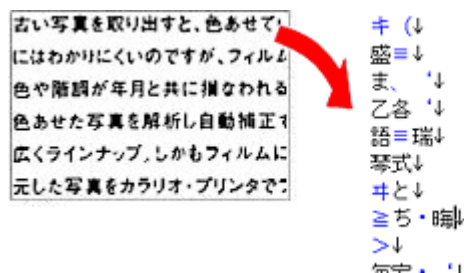 古い写真を取り出すと、色あせてい
にはわかりにくいのですが、フィルム
色や階調が年月と共に損なわれる
色あせた写真を解析し自動補正す
広くラインナップ。しかもフィルムに
元した写真をカラリオ・プリンタでプ
キ (↓
盛≡↓
ま、 ‘↓
乙各 ‘↓
語≡瑞↓
琴式↓
ヰと↓
≧ち・
>↓